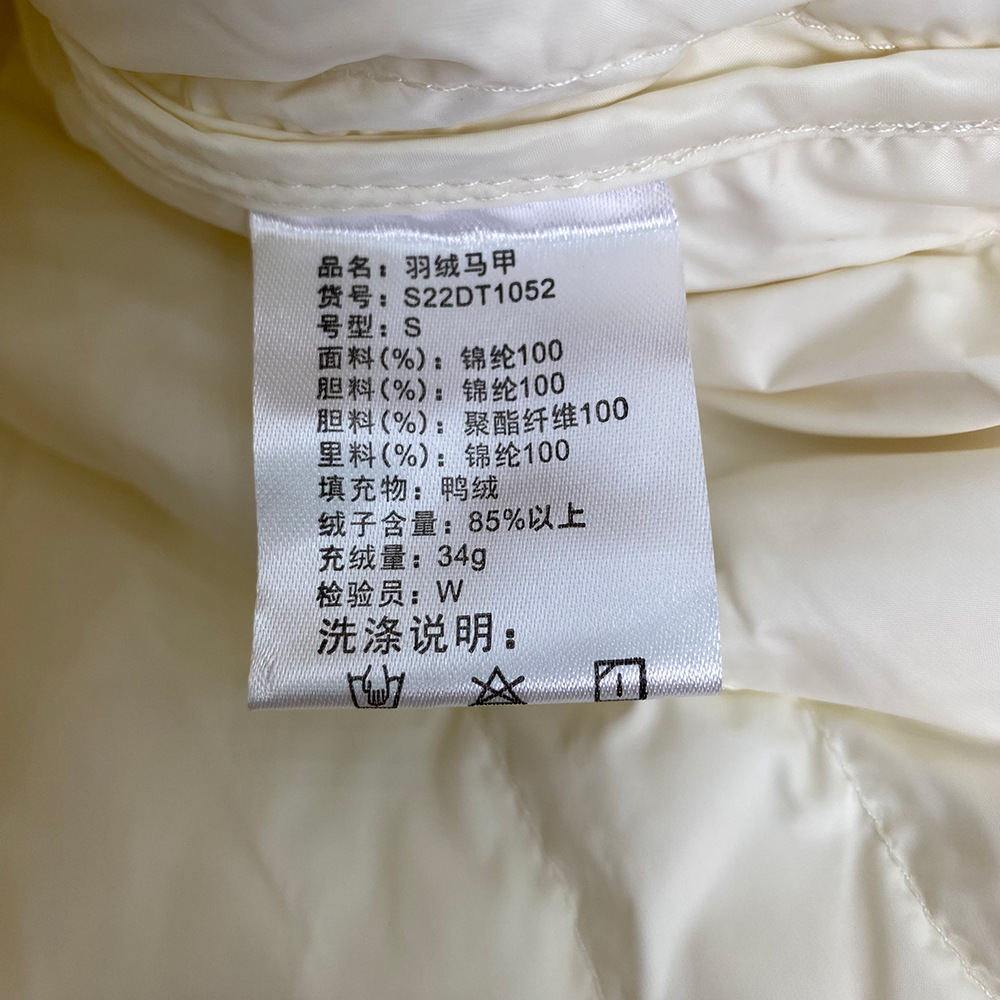 品名：羽绒马甲
货号：S22DT1052
号型：S
面料(%)：锦纶100
胆料(%)：锦纶100
胆料(%)：聚酯纤维100
里料(%)：锦纶100
填充物：鸭绒
绒子含量：85%以上
充绒量：34g
检验员：W
洗涤说明：